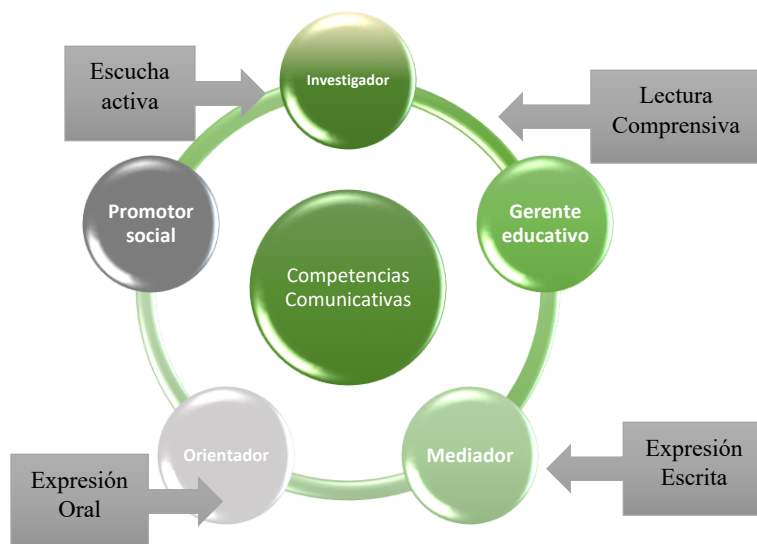 Escucha
activa
Investigador
Lectura
Comprensiva
Promotor
social
Gerente
educativo
Competencias
Comunicativas
Orientador
Mediador
Expresión
Oral
Expresión
Escrita